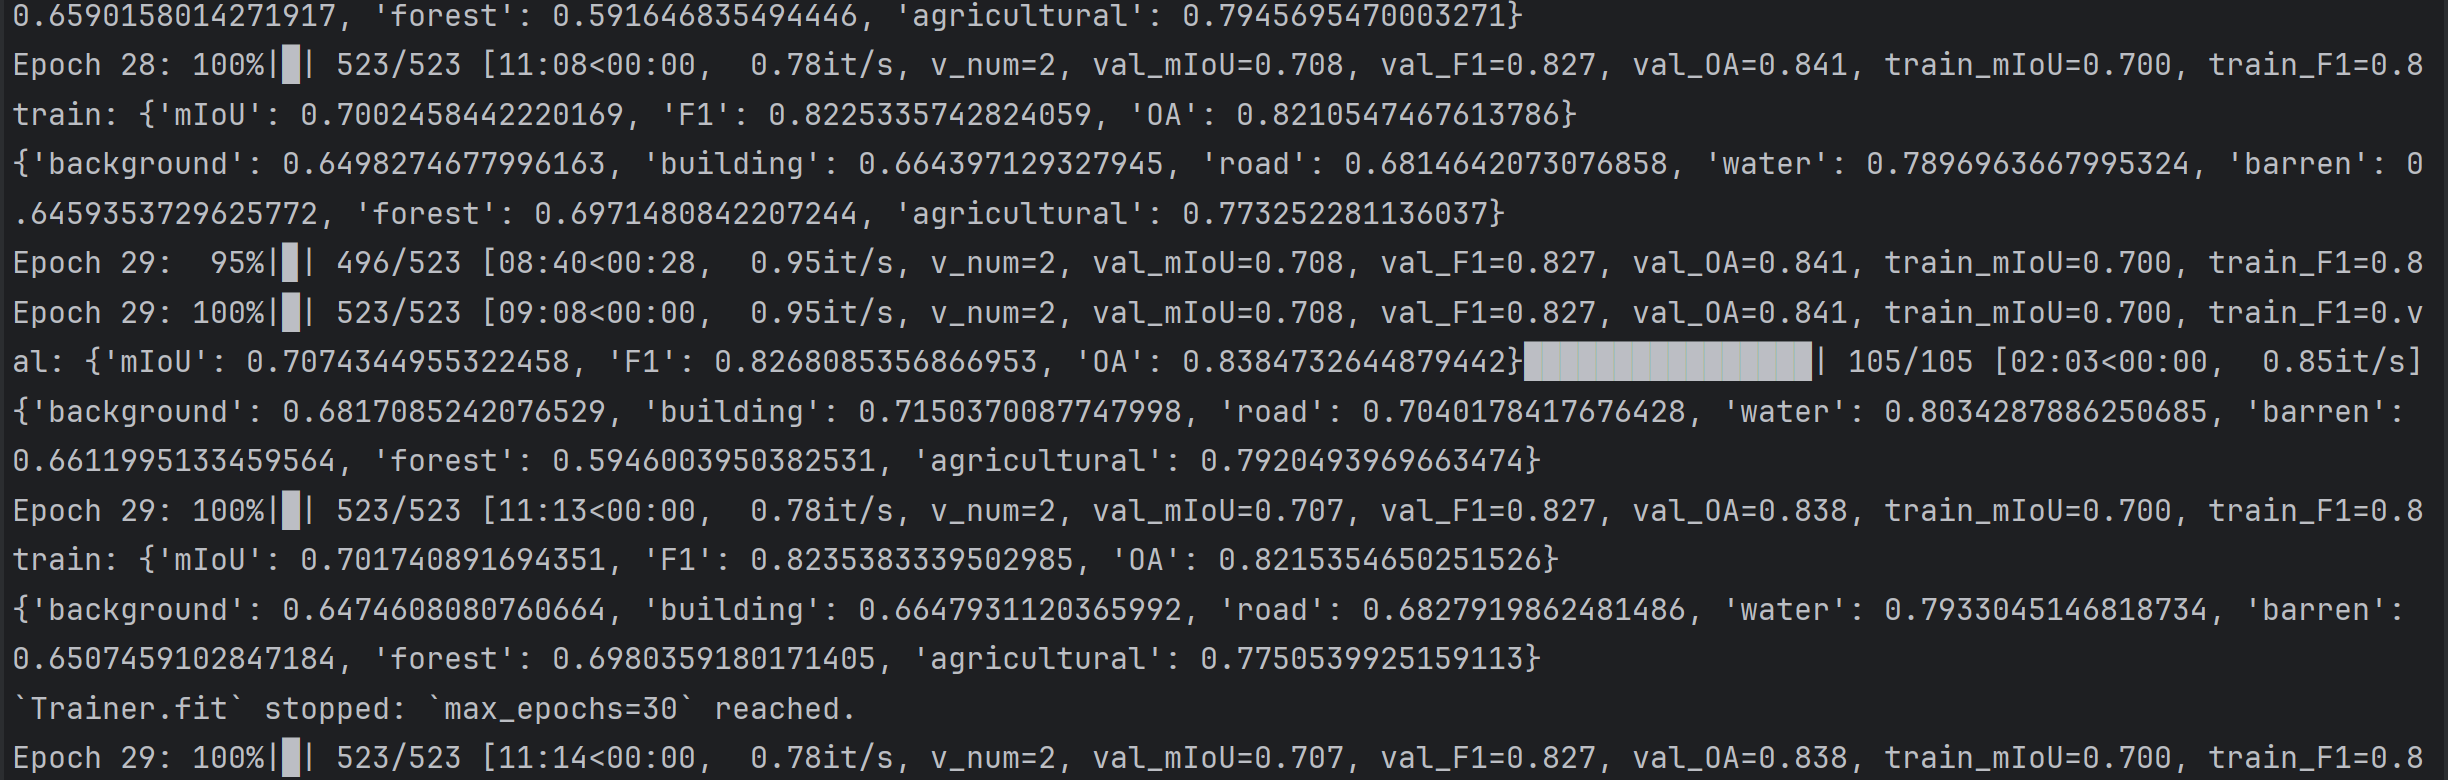 0.6590158014271917, 'forest': 0.591646835494446, 'agricultural': 0.7945695470003271}
Epoch 28: 100%|█| 523/523 [11:08<00:00,  0.78it/s, v_num=2, val_mIoU=0.708, val_F1=0.827, val_OA=0.841, train_mIoU=0.700, train_F1=0.8
train: {'mIoU': 0.7002458442220169, 'F1': 0.8225335742824059, 'OA': 0.8210547467613786}
{'background': 0.6498274677996163, 'building': 0.664397129327945, 'road': 0.6814642073076858, 'water': 0.7896963667995324, 'barren': 0
.6459353729625772, 'forest': 0.6971480842207244, 'agricultural': 0.773252281136037}
Epoch 29:  95%|█| 496/523 [08:40<00:28,  0.95it/s, v_num=2, val_mIoU=0.708, val_F1=0.827, val_OA=0.841, train_mIoU=0.700, train_F1=0.8
Epoch 29: 100%|█| 523/523 [09:08<00:00,  0.95it/s, v_num=2, val_mIoU=0.708, val_F1=0.827, val_OA=0.841, train_mIoU=0.700, train_F1=0.v
al: {'mIoU': 0.7074344955322458, 'F1': 0.8268085356866953, 'OA': 0.8384732644879442}████████████████| 105/105 [02:03<00:00,  0.85it/s]
{'background': 0.6817085242076529, 'building': 0.7150370087747998, 'road': 0.7040178417676428, 'water': 0.8034287886250685, 'barren':
0.6611995133459564, 'forest': 0.5946003950382531, 'agricultural': 0.7920493969663474}
Epoch 29: 100%|█| 523/523 [11:13<00:00,  0.78it/s, v_num=2, val_mIoU=0.707, val_F1=0.827, val_OA=0.838, train_mIoU=0.700, train_F1=0.8
train: {'mIoU': 0.701740891694351, 'F1': 0.8235383339502985, 'OA': 0.8215354650251526}
{'background': 0.6474608080760664, 'building': 0.6647931120365992, 'road': 0.6827919862481486, 'water': 0.7933045146818734, 'barren':
0.6507459102847184, 'forest': 0.6980359180171405, 'agricultural': 0.7750539925159113}
`Trainer.fit` stopped: `max_epochs=30` reached.
Epoch 29: 100%|█| 523/523 [11:14<00:00,  0.78it/s, v_num=2, val_mIoU=0.707, val_F1=0.827, val_OA=0.838, train_mIoU=0.700, train_F1=0.8